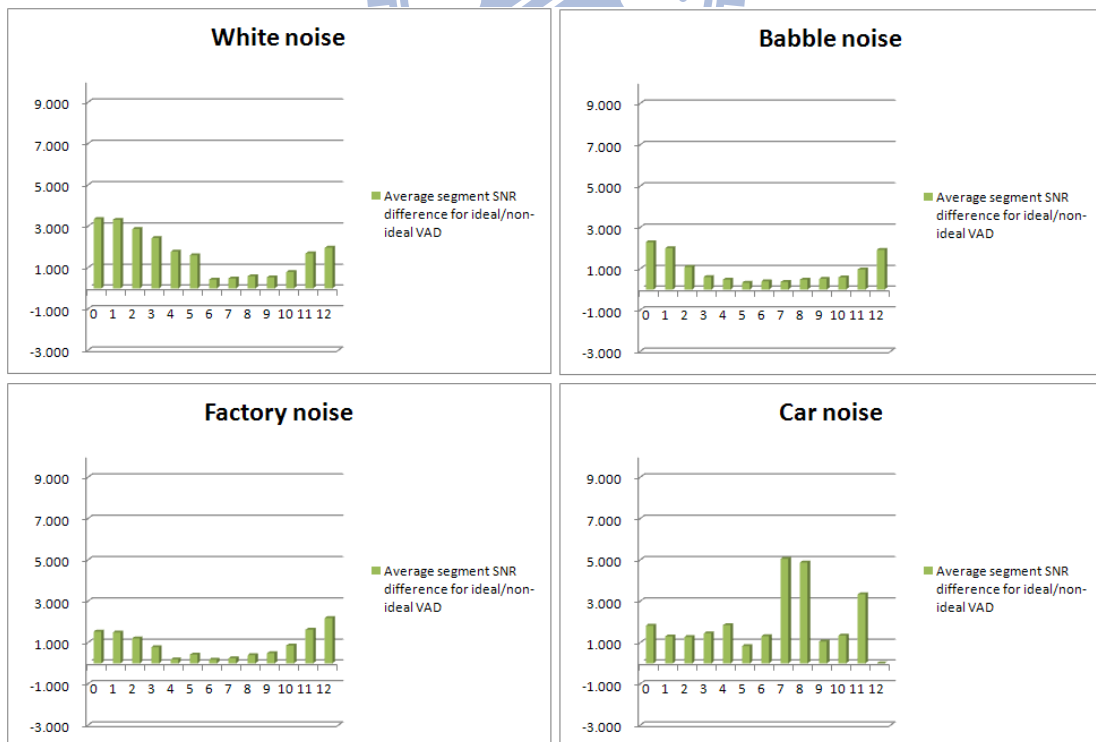 White noise
9.000
7.000
5.000
3.000
1.000
-1.000
-3.000
0 1 2 3 4 5 6 7 8 9 10 11 12
Average segment SNR
difference for ideal/non-
ideal VAD
Babble noise
9.000
7.000
5.000
3.000
1.000
-1.000
-3.000
0 1 2 3 4 5 6 7 8 9 10 11 12
Average segment SNR
difference for ideal/non-
ideal VAD
Factory noise
9.000
7.000
5.000
3.000
1.000
-1.000
-3.000
0 1 2 3 4 5 6 7 8 9 10 11 12
Average segment SNR
difference for ideal/non-
ideal VAD
Car noise
9.000
7.000
5.000
3.000
1.000
-1.000
-3.000
0 1 2 3 4 5 6 7 8 9 10 11 12
Average segment SNR
difference for ideal/non-
ideal VAD